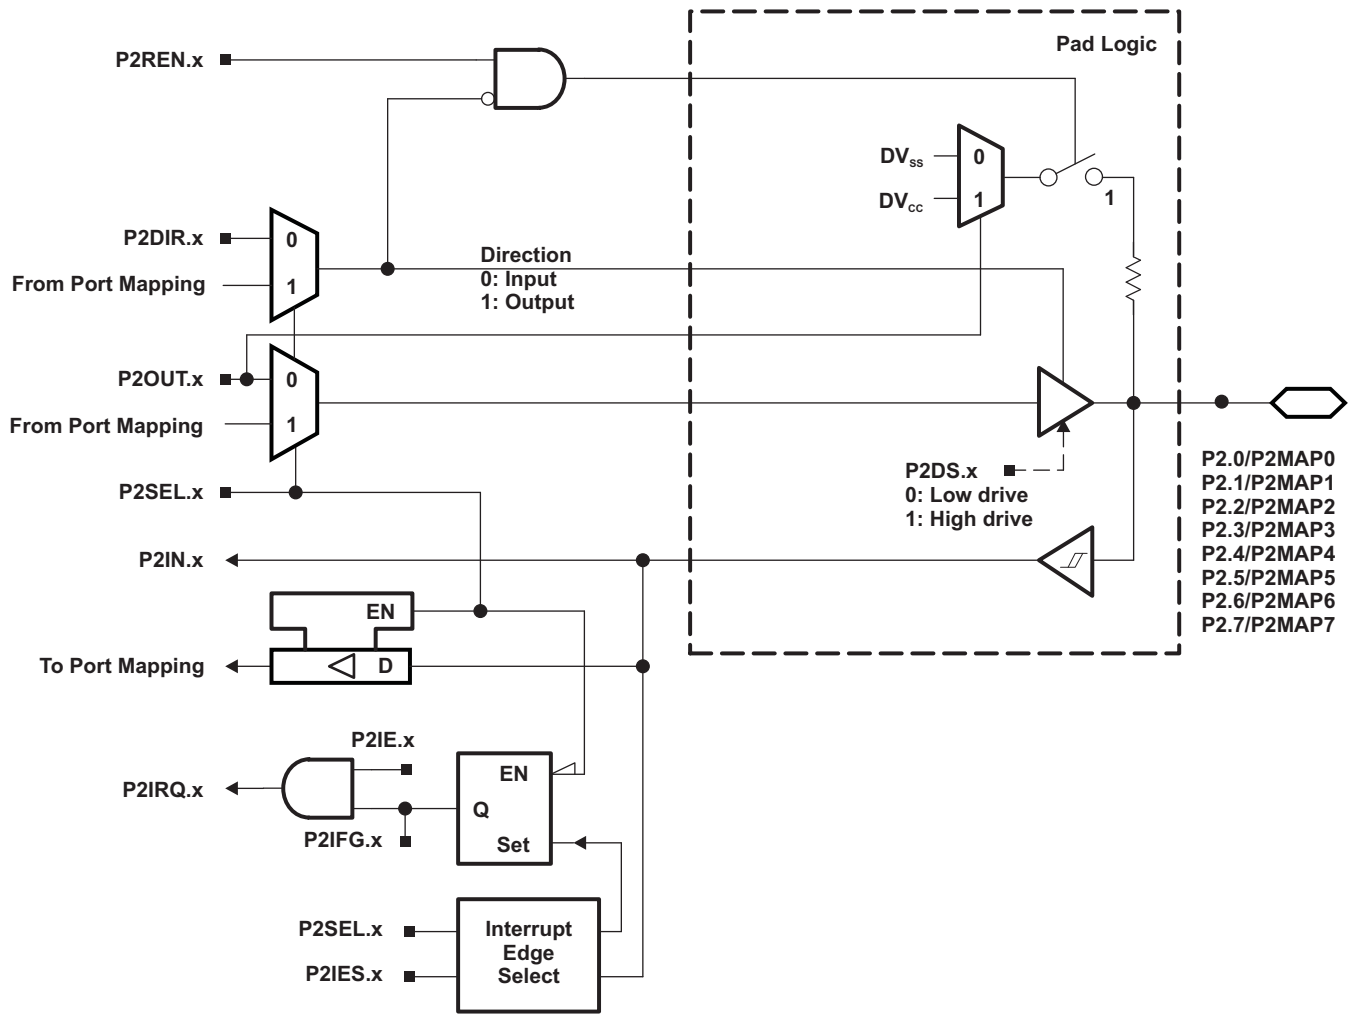 Pad Logic
P2REN.x
DVSS
0
DVCC
1
1
P2DIR.x
0
From Port Mapping
1
Direction
0: Input
1: Output
P2OUT.x
0
From Port Mapping
1
P2DS.x
0: Low drive
1: High drive
P2.0/P2MAP0
P2.1/P2MAP1
P2.2/P2MAP2
P2.3/P2MAP3
P2.4/P2MAP4
P2.5/P2MAP5
P2.6/P2MAP6
P2.7/P2MAP7
P2SEL.x
P2IN.x
EN
To Port Mapping
D
P2IE.x
P2IRQ.x
EN
Q
P2IFG.x
Set
P2SEL.x
P2IES.x
Interrupt
Edge
Select